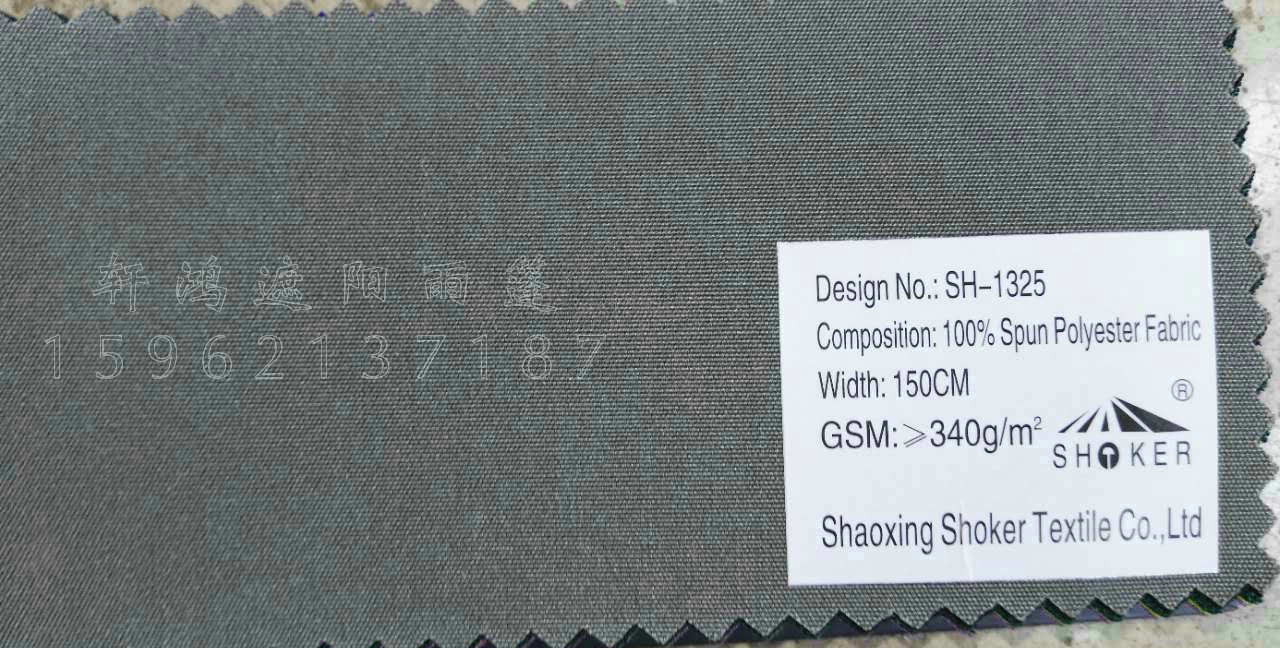 轩鸿遮阳雨篷
15962137187
Design No.: SH-1325
Composition: 100% Spun Polyester Fabric
Width: 150CM
GSM:⩾340g/m²
®
SHOKER
Shaoxing Shoker Textile Co.,Ltd